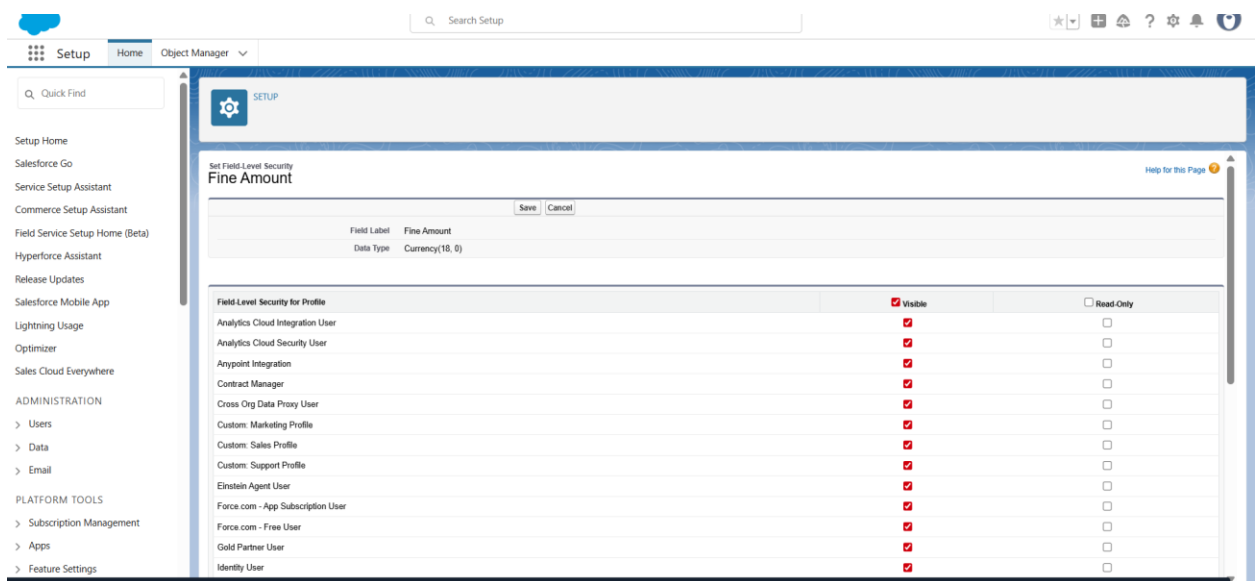 Search Setup
Setup Home Object Manager
Quick Find
Setup Home
Salesforce Go
Service Setup Assistant
Commerce Setup Assistant
Field Service Setup Home (Beta)
Hyperforce Assistant
Release Updates
Salesforce Mobile App
Lightning Usage
Optimizer
Sales Cloud Everywhere
ADMINISTRATION
Users
Data
Email
PLATFORM TOOLS
Subscription Management
Apps
Feature Settings
SETUP
Set Field-Level Security
Fine Amount
Help for this Page ?
Save Cancel
Field Label Fine Amount
Data Type Currency(18, 0)
Field-Level Security for Profile Visible Read-Only
Analytics Cloud Integration User
Analytics Cloud Security User
Anypoint Integration
Contract Manager
Cross Org Data Proxy User
Custom: Marketing Profile
Custom: Sales Profile
Custom: Support Profile
Einstein Agent User
Force.com - App Subscription User
Force.com - Free User
Gold Partner User
Identity User